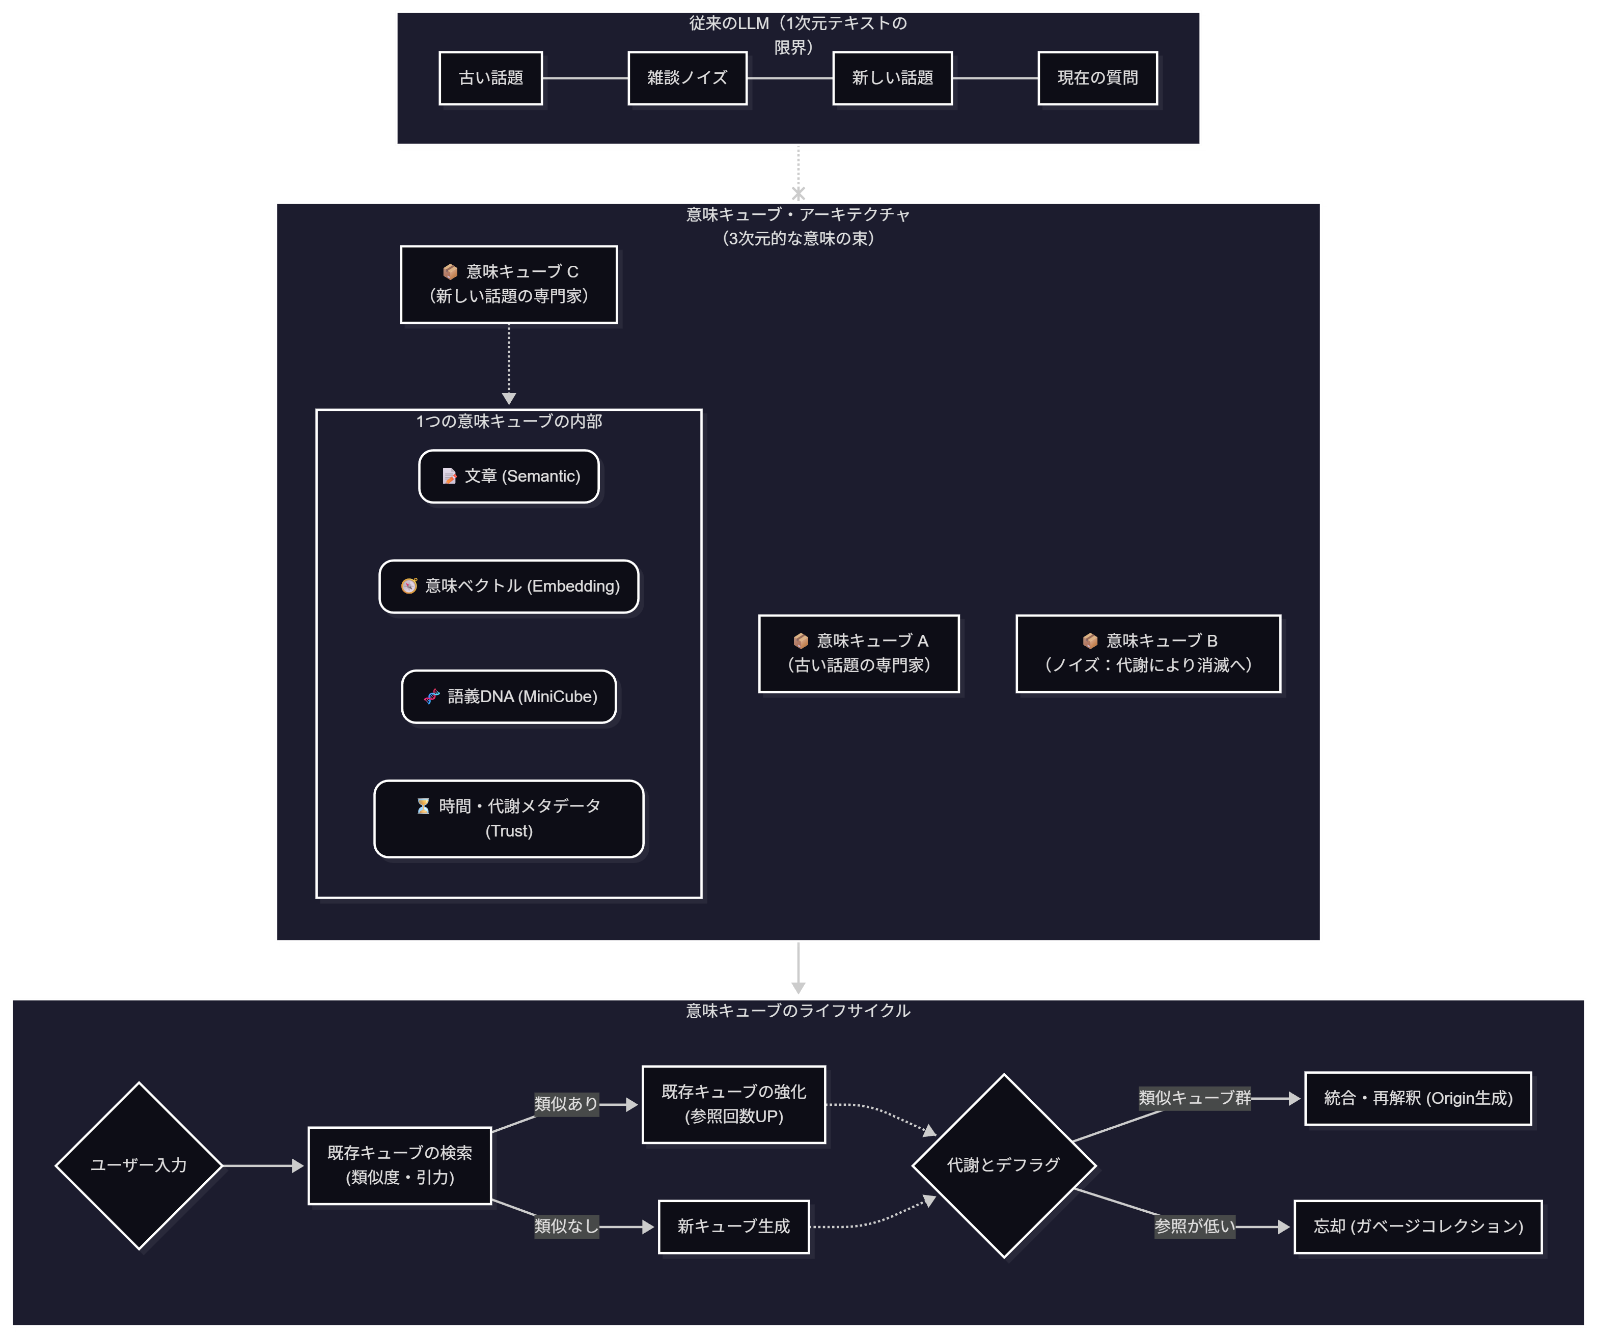 従来のLLM（1次元テキストの
限界）
古い話題
雑談ノイズ
新しい話題
現在の質問
意味キューブ・アーキテクチャ
（3次元的な意味の束）
📦 意味キューブ C
（新しい話題の専門家）
1つの意味キューブの内部
📝 文章 (Semantic)
🧭 意味ベクトル (Embedding)
🧬 語義DNA (MiniCube)
⏳ 時間・代謝メタデータ
(Trust)
📦 意味キューブ A
（古い話題の専門家）
📦 意味キューブ B
（ノイズ：代謝により消滅へ）
意味キューブのライフサイクル
ユーザー入力
既存キューブの検索
(類似度・引力)
類似あり
類似なし
既存キューブの強化
(参照回数UP)
新キューブ生成
代謝とデフラグ
類似キューブ群
参照が低い
統合・再解釈 (Origin生成)
忘却 (ガベージコレクション)